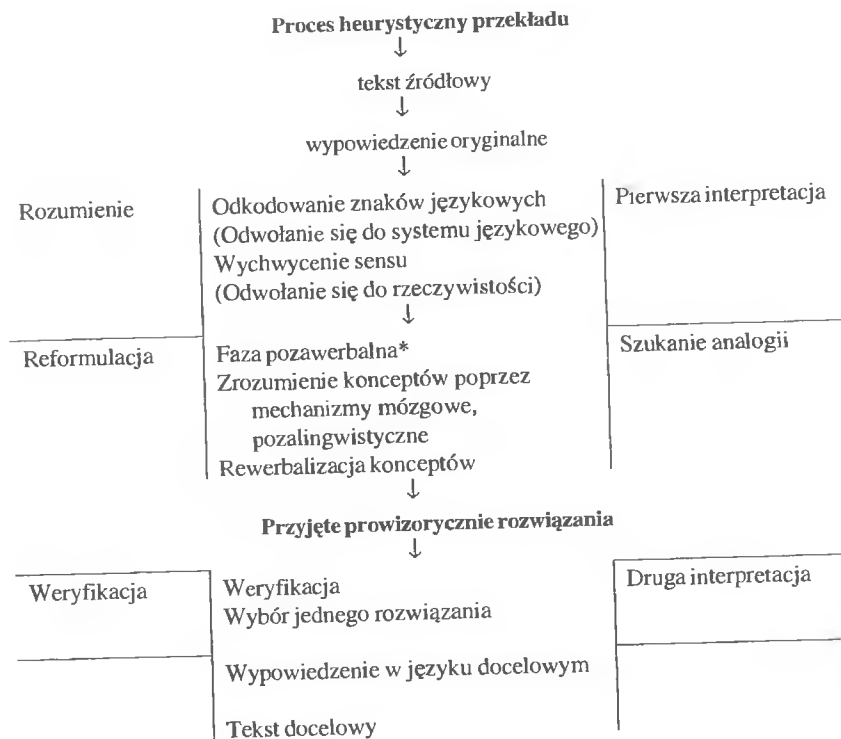 Proces heurystyczny przekładu
↓
tekst źródłowy
↓
wypowiedzenie oryginalne
↓
Rozumienie
Odkodowanie znaków językowych
(Odwołanie się do systemu językowego)
Wychwycenie sensu
(Odwołanie się do rzeczywistości)
↓
Pierwsza interpretacja
Reformulacja
Faza pozawerbalna*
Zrozumienie konceptów poprzez
mechanizmy mózgowe,
pozalingwistyczne
Rewerbalizacja konceptów
↓
Szukanie analogii
Przyjęte prowizorycznie rozwiązania
↓
Weryfikacja
Weryfikacja
Wybór jednego rozwiązania
Druga interpretacja
Wypowiedzenie w języku docelowym
Tekst docelowy